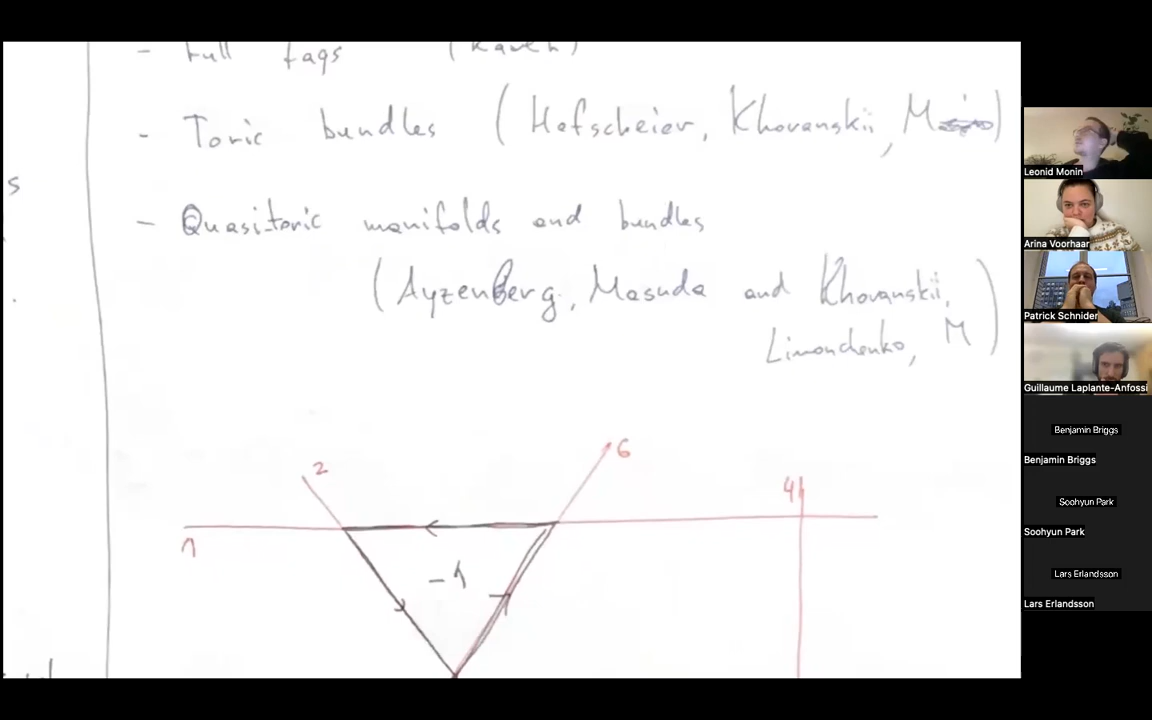 - Full flags (Kaveh)
- Toric bundles (Hofscheier, Khovanskii, M)
s
- Quasitoric manifolds and bundles
(Ayzenberg, Masuda and Khovanskii,
Limonchenko, M)
2
6
4
1
-1
Leonid Monin
Arina Voorhaar
Patrick Schnider
Guillaume Laplante-Anfossi
Benjamin Briggs
Benjamin Briggs
Soohyun Park
Soohyun Park
Lars Erlandsson
Lars Erlandsson